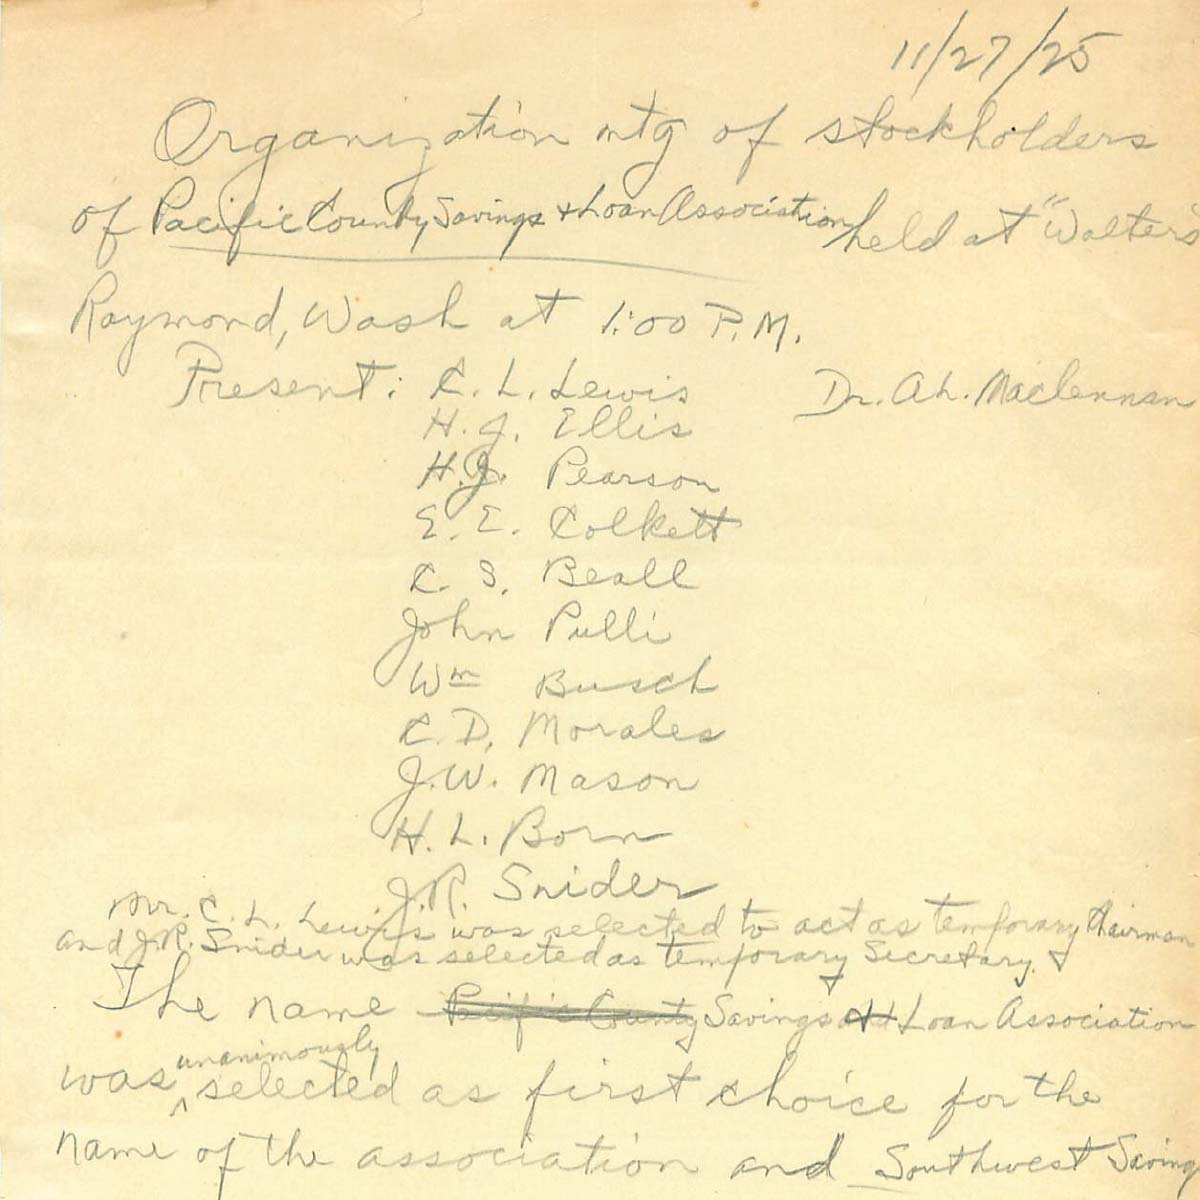 11/27/25
Organization mtg of stockholders
of Pacific County Savings & Loan Association held at "Walter's
Raymond, Wash at 1:00 P.M.
Present: C. L. Lewis Dr. A.L. Maclennan
H. J. Ellis
H. J. Pearson
E. E. Colkett
C. S. Beall
John Pulli
Wm Busch
C. D. Morales
J. W. Mason
H. L. Born
J. R. Snider
Mr. C. L. Lewis was selected to act as temporary Chairman
and J.R. Snider was selected as temporary Secretary.
The name Pacific County Savings & Loan Association
was unanimously selected as first choice for the
name of the association and Southwest Savings